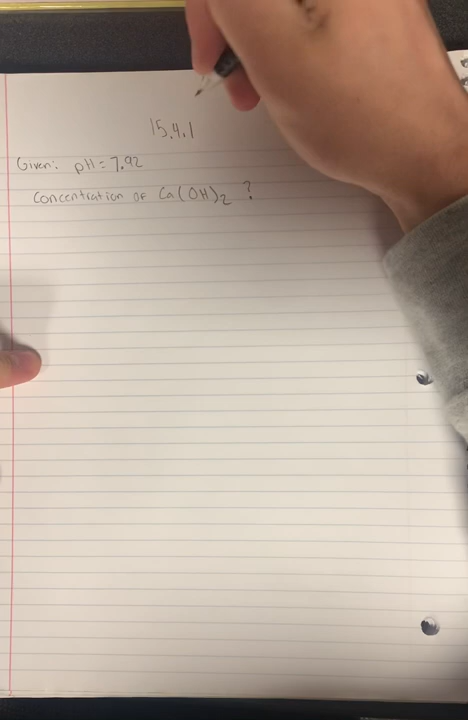 15.4.1
Given: pH = 7.92
Concentration of Ca(OH)₂ ?